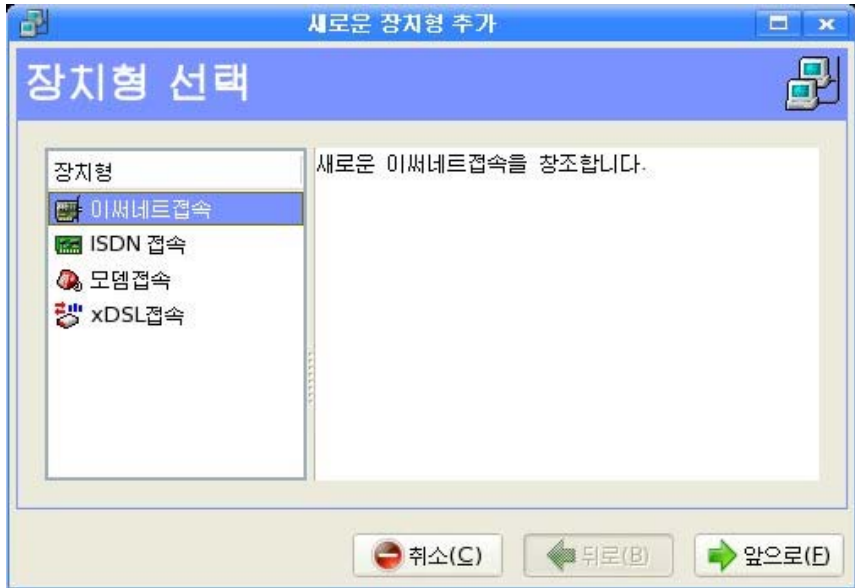 새로운 장치형 추가
장치형 선택
장치형
이써네트접속
ISDN 접속
모뎀접속
xDSL접속
새로운 이써네트접속을 창조합니다.
취소(C)
뒤로(B)
앞으로(F)